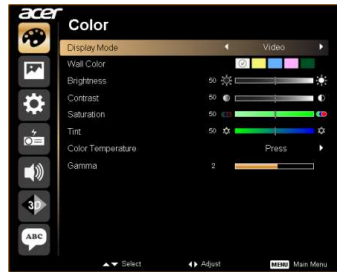 acer
Color
Display Mode Video
Wall Color
Brightness 50
Contrast 50
Saturation 50
Tint 50
Color Temperature Press
Gamma 2
3D
ABC
Select Adjust MENU Main Menu